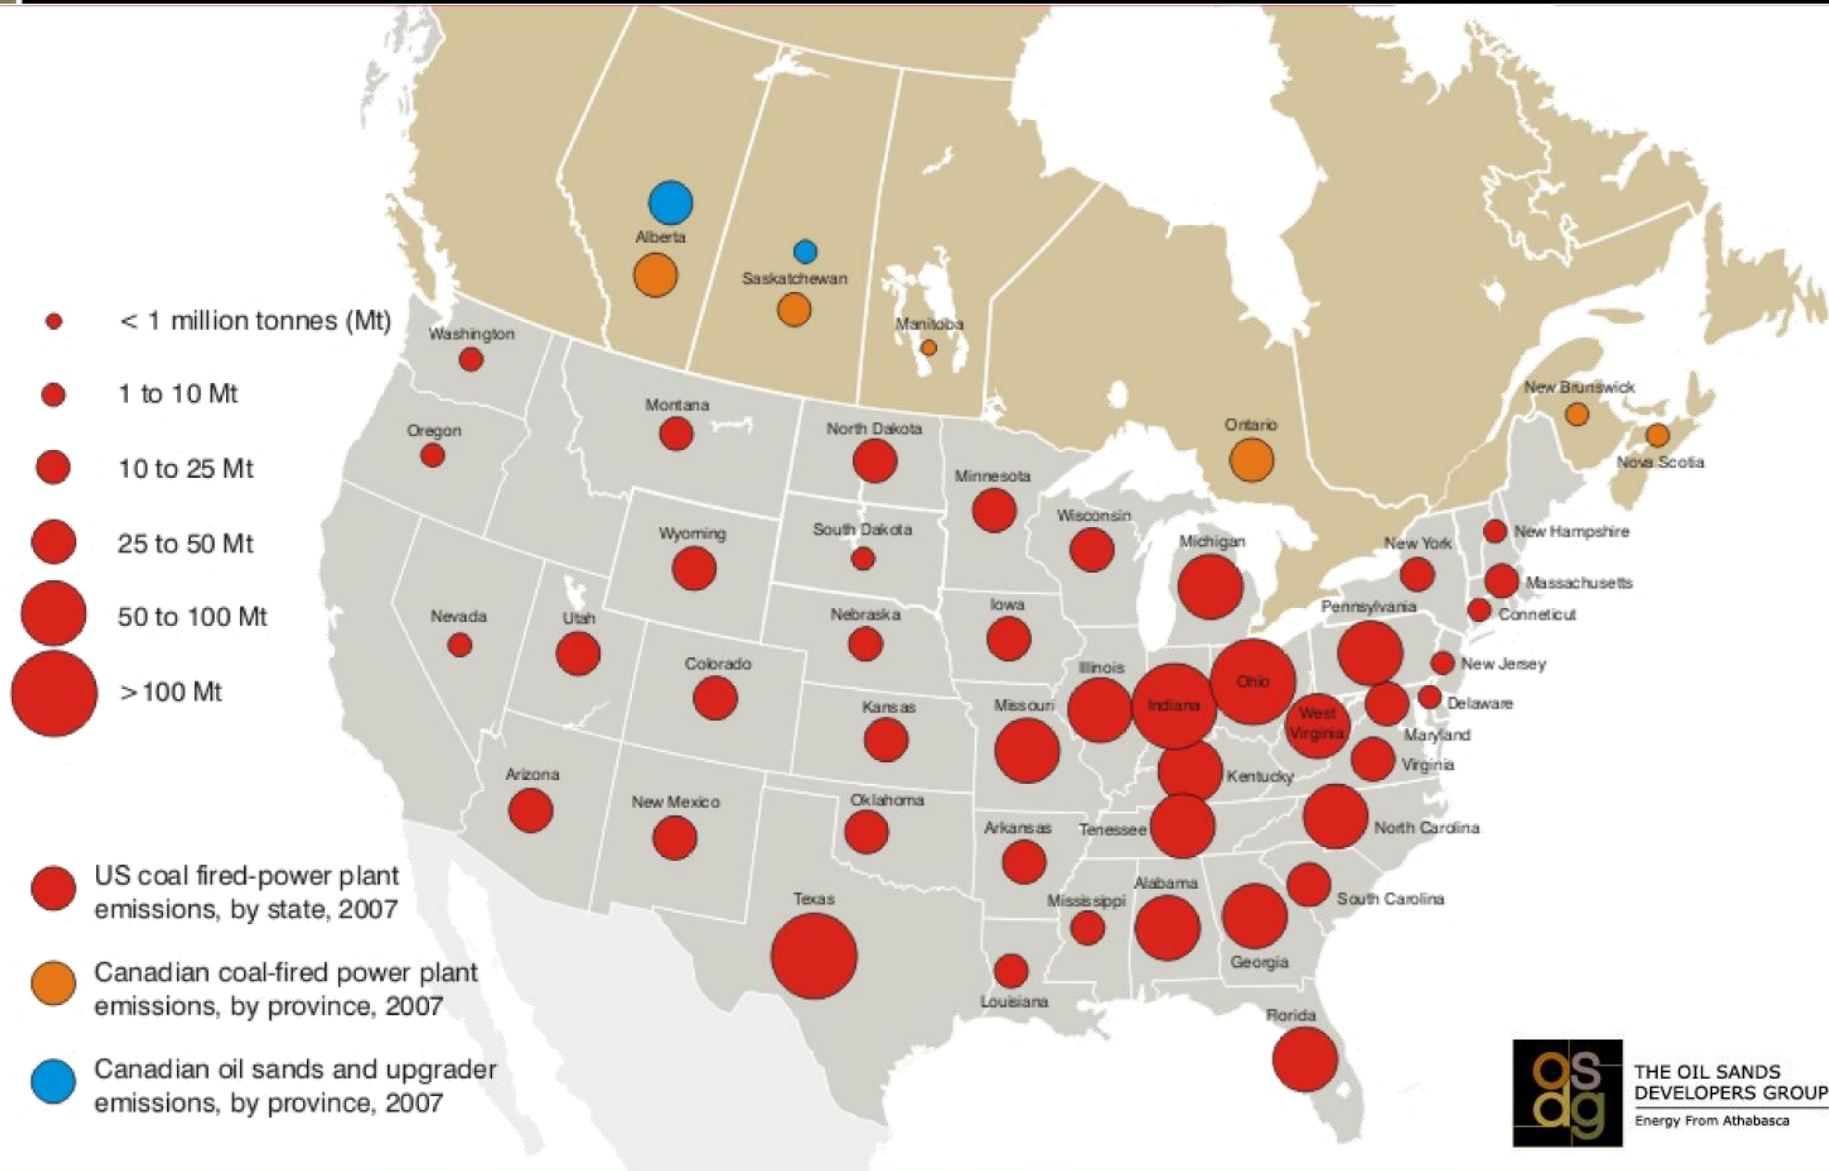 Alberta
Saskatchewan
Manitoba
< 1 million tonnes (Mt)
Washington
1 to 10 Mt
Oregon
Montana
North Dakota
Ontario
New Brunswick
Nova Scotia
10 to 25 Mt
Minnesota
Wisconsin
25 to 50 Mt
Wyoming
South Dakota
Michigan
New York
New Hampshire
Massachusetts
50 to 100 Mt
Nevada
Utah
Nebraska
Iowa
Pennsylvania
Conneticut
>100 Mt
Colorado
Illinois
Ohio
New Jersey
Kansas
Missouri
Indiana
West
Virginia
Delaware
Maryland
Arizona
Kentucky
Virginia
New Mexico
Oklahoma
Arkansas
Tenessee
North Carolina
US coal fired-power plant
emissions, by state, 2007
Texas
Mississippi
Alabama
South Carolina
Canadian coal-fired power plant
emissions, by province, 2007
Louisiana
Georgia
Florida
Canadian oil sands and upgrader
emissions, by province, 2007
os
dg
THE OIL SANDS
DEVELOPERS GROUP
Energy From Athabasca